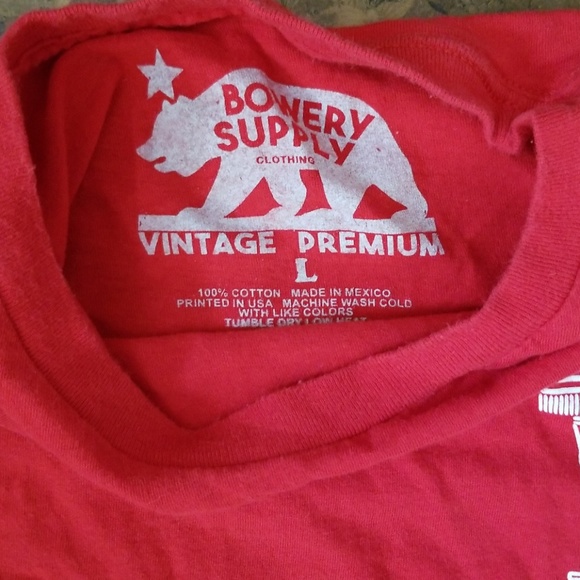 BOWERY
SUPPLY
CLOTHING
VINTAGE PREMIUM
L
100% COTTON MADE IN MEXICO
PRINTED IN USA MACHINE WASH COLD
WITH LIKE COLORS
TUMBLE DRY LOW HEAT